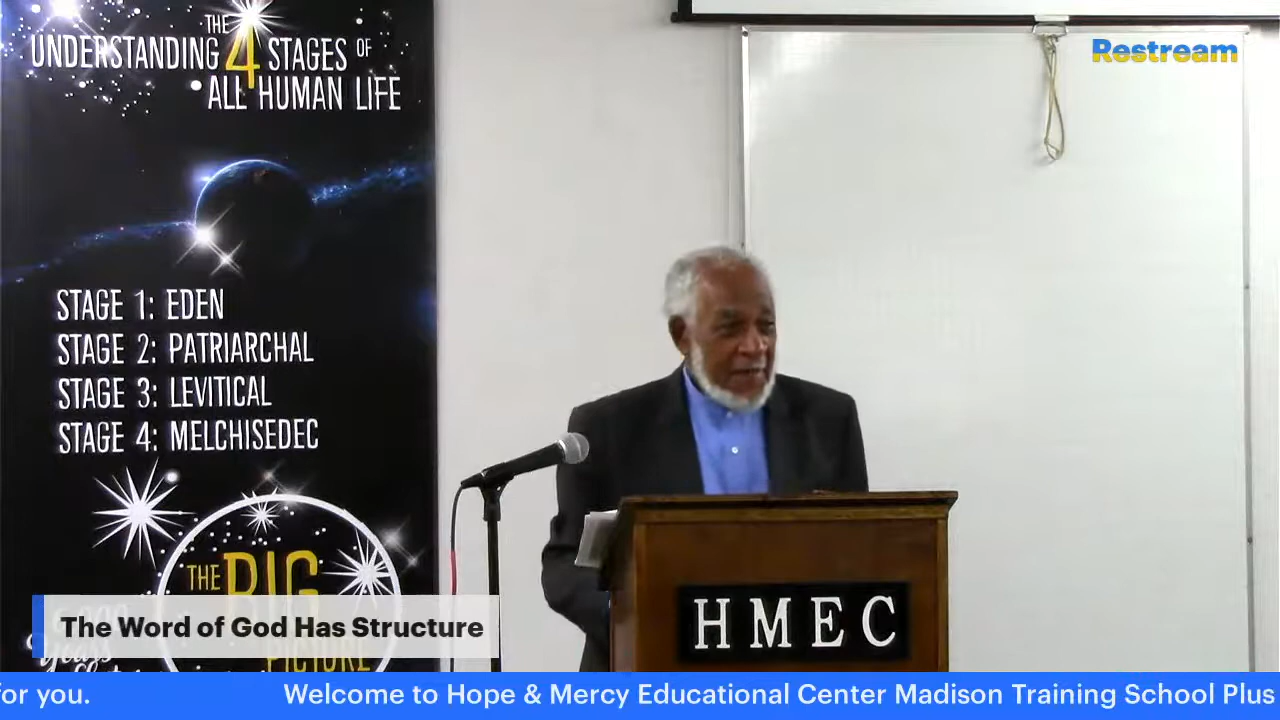 THE
UNDERSTANDING 4 STAGES OF
ALL HUMAN LIFE
STAGE 1: EDEN
STAGE 2: PATRIARCHAL
STAGE 3: LEVITICAL
STAGE 4: MELCHISEDEC
THE BIG
PICTURE
Restream
HMEC
The Word of God Has Structure
for you. Welcome to Hope & Mercy Educational Center Madison Training School Plus